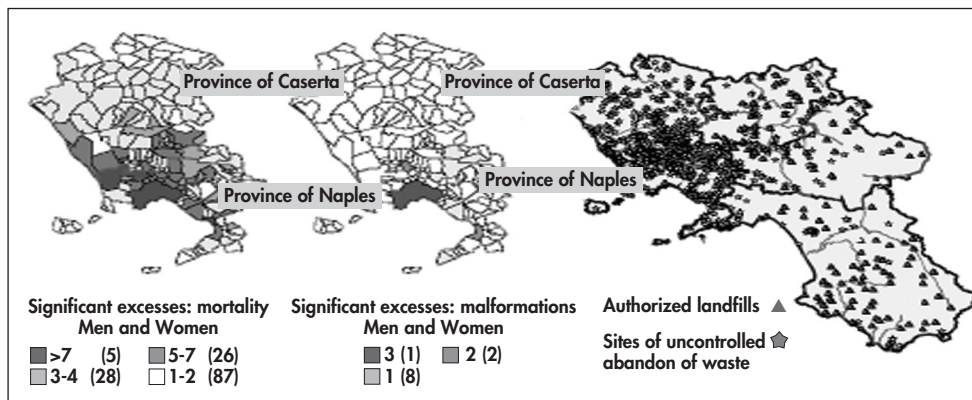 Province of Caserta
Province of Caserta
Province of Naples
Province of Naples
Significant excesses: mortality
Men and Women
>7 (5) 5-7 (26)
3-4 (28) 1-2 (87)
Significant excesses: malformations
Men and Women
3 (1) 2 (2)
1 (8)
Authorized landfills
Sites of uncontrolled
abandon of waste